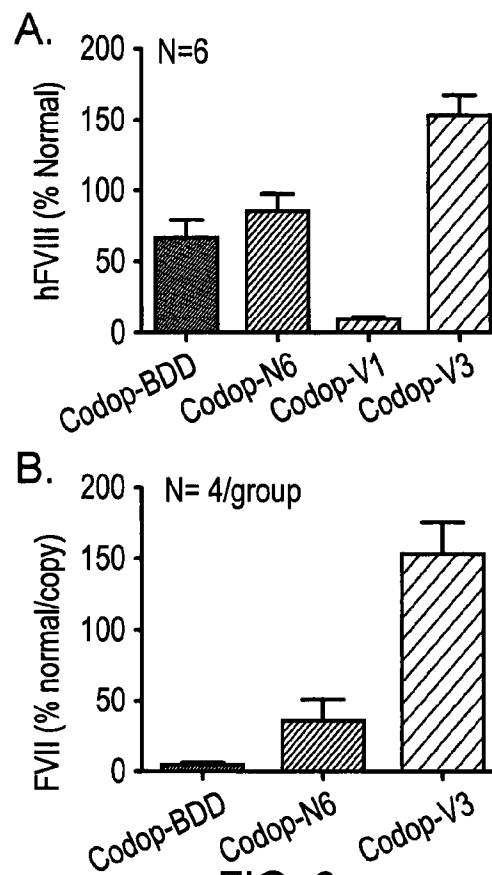 A.
N=6
hFVIII (% Normal)
200
150
100
50
0
Codop-BDD
Codop-N6
Codop-V1
Codop-V3
B.
N= 4/group
FVII (% normal/copy)
200
150
100
50
0
Codop-BDD
Codop-N6
Codop-V3